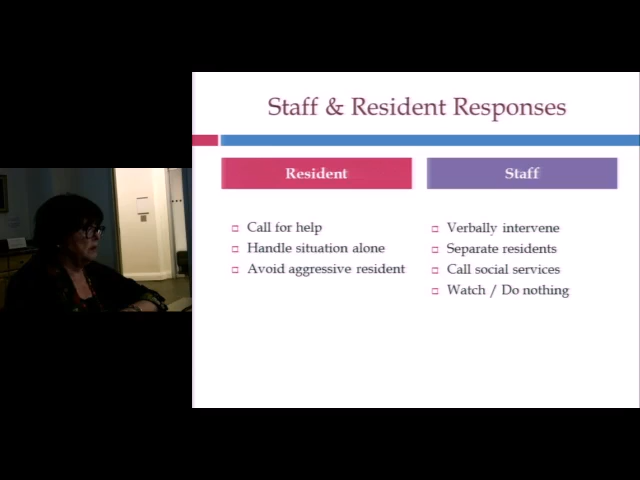 Staff & Resident Responses
Resident
Staff
Call for help
Handle situation alone
Avoid aggressive resident
Verbally intervene
Separate residents
Call social services
Watch / Do nothing